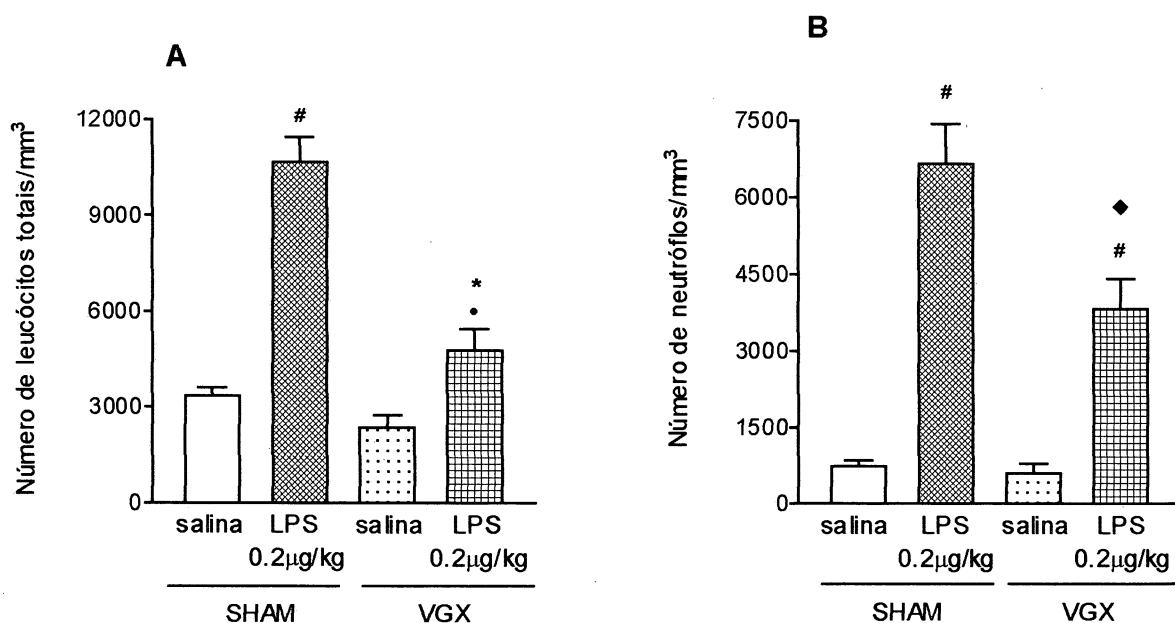 A
Número de leucócitos totais/mm³
12000
9000
6000
3000
0
#
*
•
salina LPS salina LPS
0.2µg/kg 0.2µg/kg
SHAM VGX
B
Número de neutróflos/mm³
7500
6000
4500
3000
1500
0
#
◆
#
salina LPS salina LPS
0.2µg/kg 0.2µg/kg
SHAM VGX